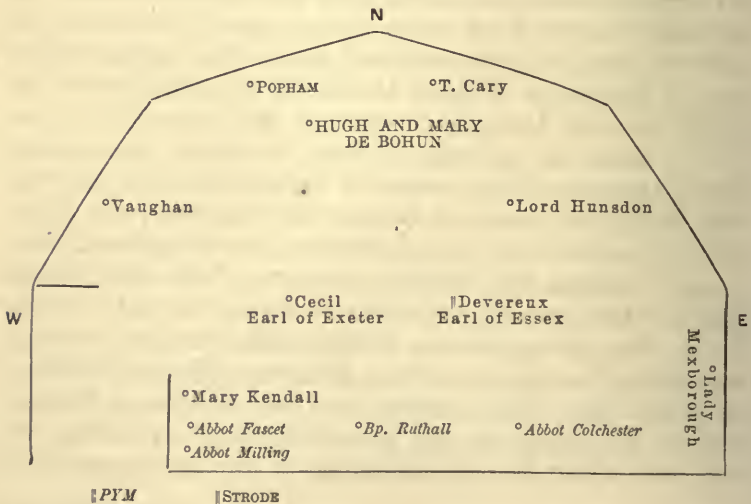 N
°POPHAM °T. Cary
°HUGH AND MARY
DE BOHUN
°Vaughan °Lord Hunsdon
W °Cecil ‖Devereux E
Earl of Exeter Earl of Essex
°Lady
Mexborough
°Mary Kendall
°Abbot Fascet °Bp. Ruthall °Abbot Colchester
°Abbot Milling
‖PYM ‖STRODE